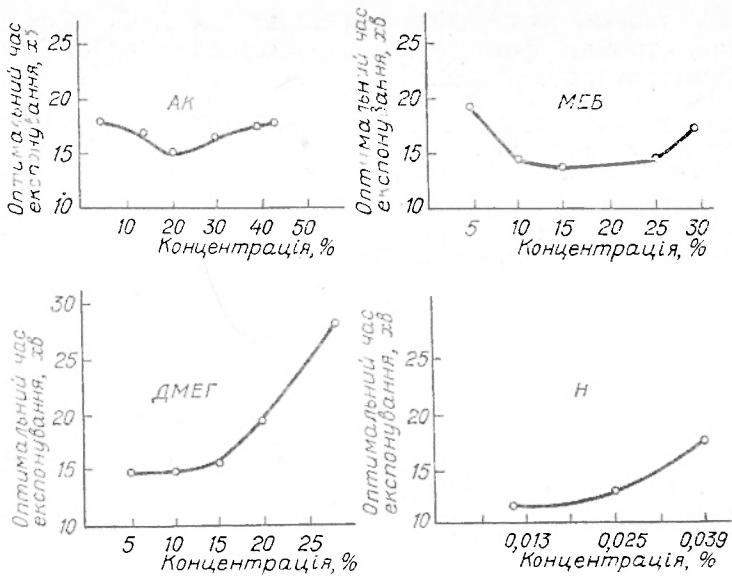 Оптимальний час
експонування, хв
25
20
15
10
АК
10 20 30 40 50
Концентрація, %
Оптимальний час
експонування, хв
25
20
15
10
МЕБ
5 10 15 20 25 30
Концентрація, %
Оптимальний час
експонування, хв
30
25
20
15
10
ДМЕГ
5 10 15 20 25
Концентрація, %
Оптимальний час
експонування, хв
25
20
15
10
Н
0,013 0,025 0,039
Концентрація, %